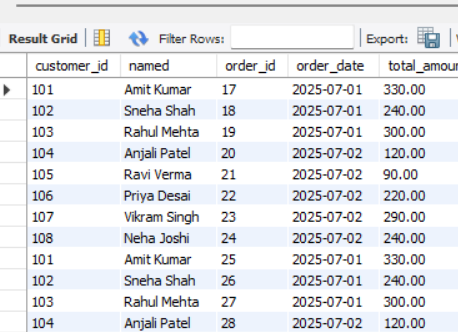 Result Grid Filter Rows: Export:
customer_id named order_id order_date total_amoun
101 Amit Kumar 17 2025-07-01 330.00
102 Sneha Shah 18 2025-07-01 240.00
103 Rahul Mehta 19 2025-07-01 300.00
104 Anjali Patel 20 2025-07-02 120.00
105 Ravi Verma 21 2025-07-02 90.00
106 Priya Desai 22 2025-07-02 220.00
107 Vikram Singh 23 2025-07-02 290.00
108 Neha Joshi 24 2025-07-02 240.00
101 Amit Kumar 25 2025-07-01 330.00
102 Sneha Shah 26 2025-07-01 240.00
103 Rahul Mehta 27 2025-07-01 300.00
104 Anjali Patel 28 2025-07-02 120.00